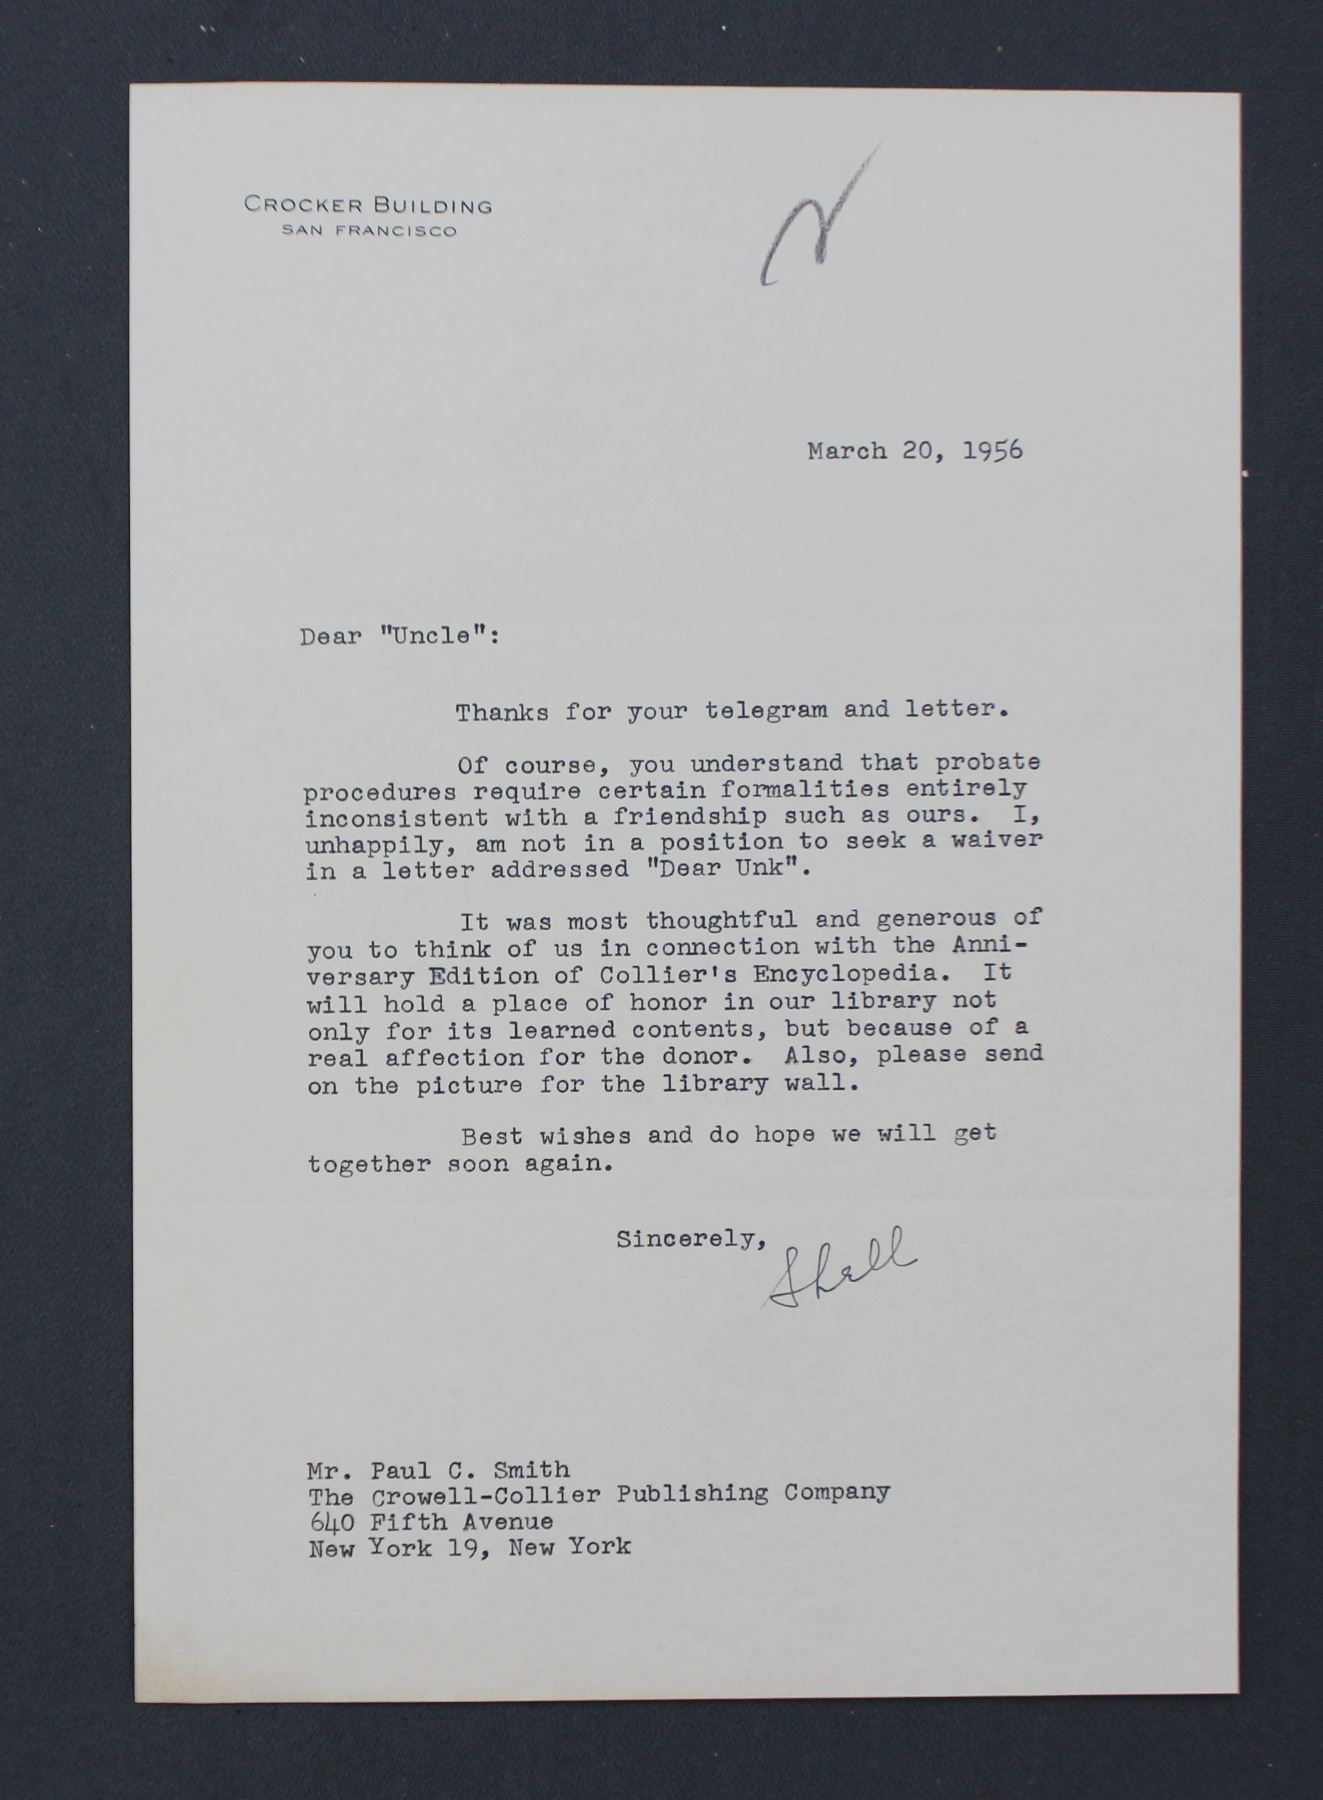 CROCKER BUILDING
SAN FRANCISCO
March 20, 1956
Dear "Uncle":
Thanks for your telegram and letter.
Of course, you understand that probate
procedures require certain formalities entirely
inconsistent with a friendship such as ours. I,
unhappily, am not in a position to seek a waiver
in a letter addressed "Dear Unk".
It was most thoughtful and generous of
you to think of us in connection with the Anni-
versary Edition of Collier's Encyclopedia. It
will hold a place of honor in our library not
only for its learned contents, but because of a
real affection for the donor. Also, please send
on the picture for the library wall.
Best wishes and do hope we will get
together soon again.
Sincerely,
Shell
Mr. Paul C. Smith
The Crowell-Collier Publishing Company
640 Fifth Avenue
New York 19, New York